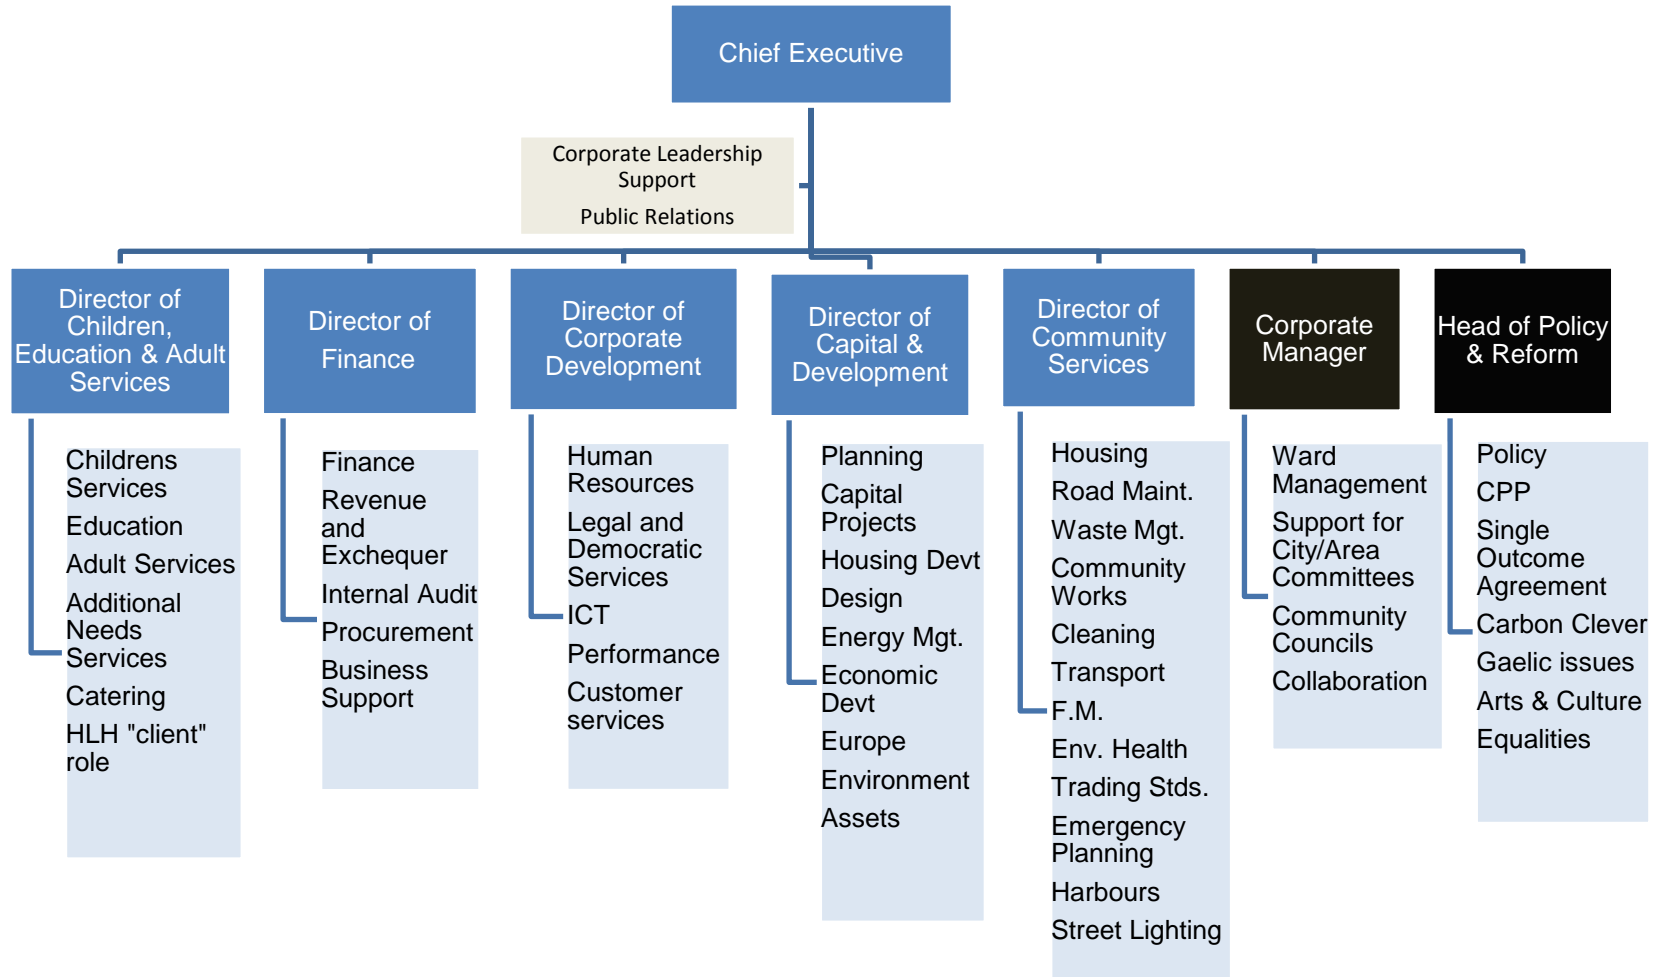 Chief Executive
Corporate Leadership
Support
Public Relations
Director of
Children,
Education & Adult
Services
Director of
Finance
Director of
Corporate
Development
Director of
Capital &
Development
Director of
Community
Services
Corporate
Manager
Head of Policy
& Reform
Childrens
Services
Education
Adult Services
Additional
Needs
Services
Catering
HLH "client"
role
Finance
Revenue
and
Exchequer
Internal Audit
Procurement
Business
Support
Human
Resources
Legal and
Democratic
Services
ICT
Performance
Customer
services
Planning
Capital
Projects
Housing Devt
Design
Energy Mgt.
Economic
Devt
Europe
Environment
Assets
Housing
Road Maint.
Waste Mgt.
Community
Works
Cleaning
Transport
F.M.
Env. Health
Trading Stds.
Emergency
Planning
Harbours
Street Lighting
Ward
Management
Support for
City/Area
Committees
Community
Councils
Collaboration
Policy
CPP
Single
Outcome
Agreement
Carbon Clever
Gaelic issues
Arts & Culture
Equalities